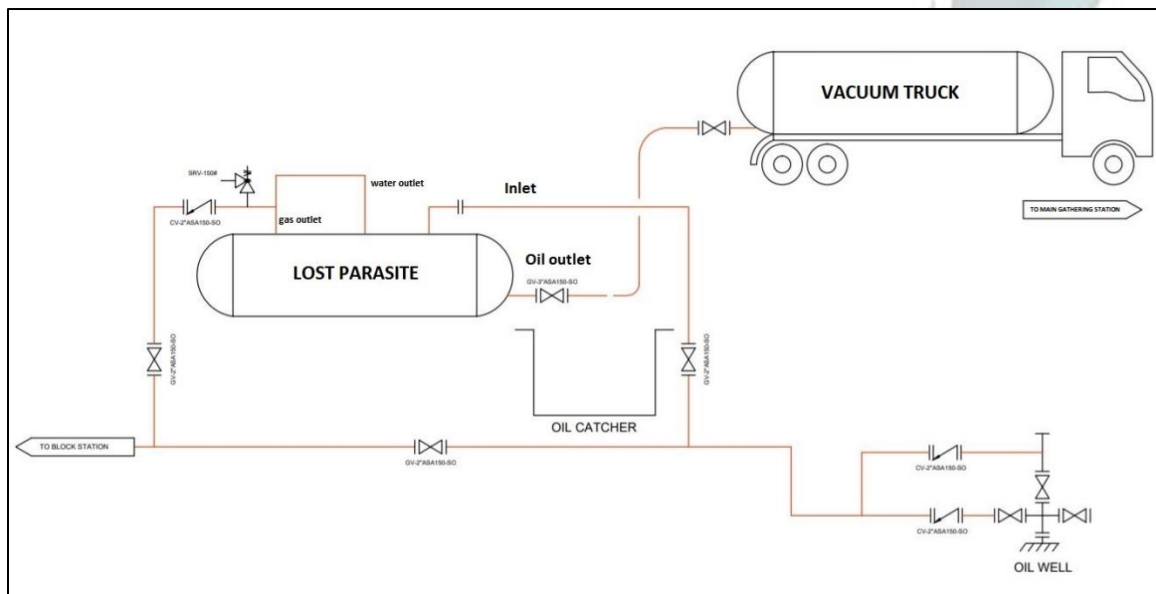 VACUUM TRUCK
TO MAIN GATHERING STATION
SRV-150#
water outlet
Inlet
CV-2"ASA150-SO
gas outlet
LOST PARASITE
Oil outlet
GV-3"ASA150-SO
GV-2"ASA150-SO
GV-2"ASA150-SO
OIL CATCHER
TO BLOCK STATION
GV-2"ASA150-SO
CV-2"ASA150-SO
CV-2"ASA150-SO
OIL WELL